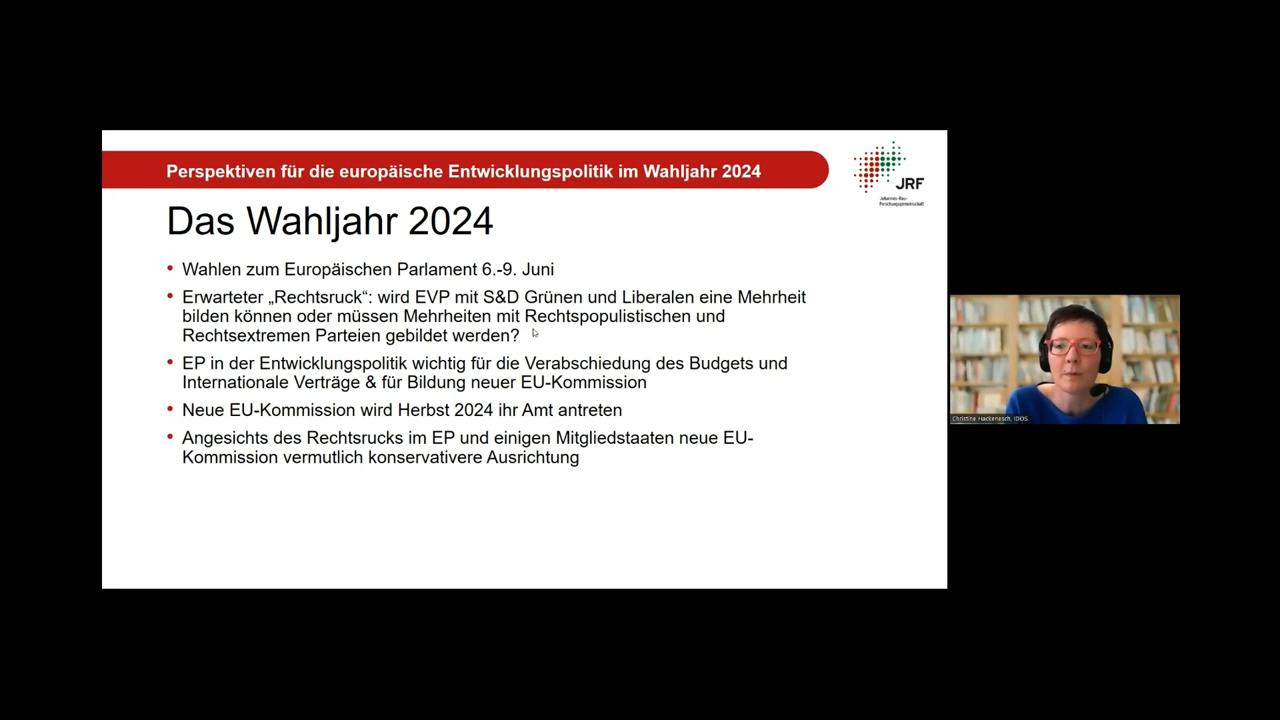 Perspektiven für die europäische Entwicklungspolitik im Wahljahr 2024
JRF
Johannes-Rau-
Forschungsgemeinschaft
Das Wahljahr 2024
• Wahlen zum Europäischen Parlament 6.-9. Juni
• Erwarteter „Rechtsruck“: wird EVP mit S&D Grünen und Liberalen eine Mehrheit
bilden können oder müssen Mehrheiten mit Rechtspopulistischen und
Rechtsextremen Parteien gebildet werden?
• EP in der Entwicklungspolitik wichtig für die Verabschiedung des Budgets und
Internationale Verträge & für Bildung neuer EU-Kommission
• Neue EU-Kommission wird Herbst 2024 ihr Amt antreten
• Angesichts des Rechtsrucks im EP und einigen Mitgliedstaaten neue EU-
Kommission vermutlich konservativere Ausrichtung
Christine Hackenesch, IDOS